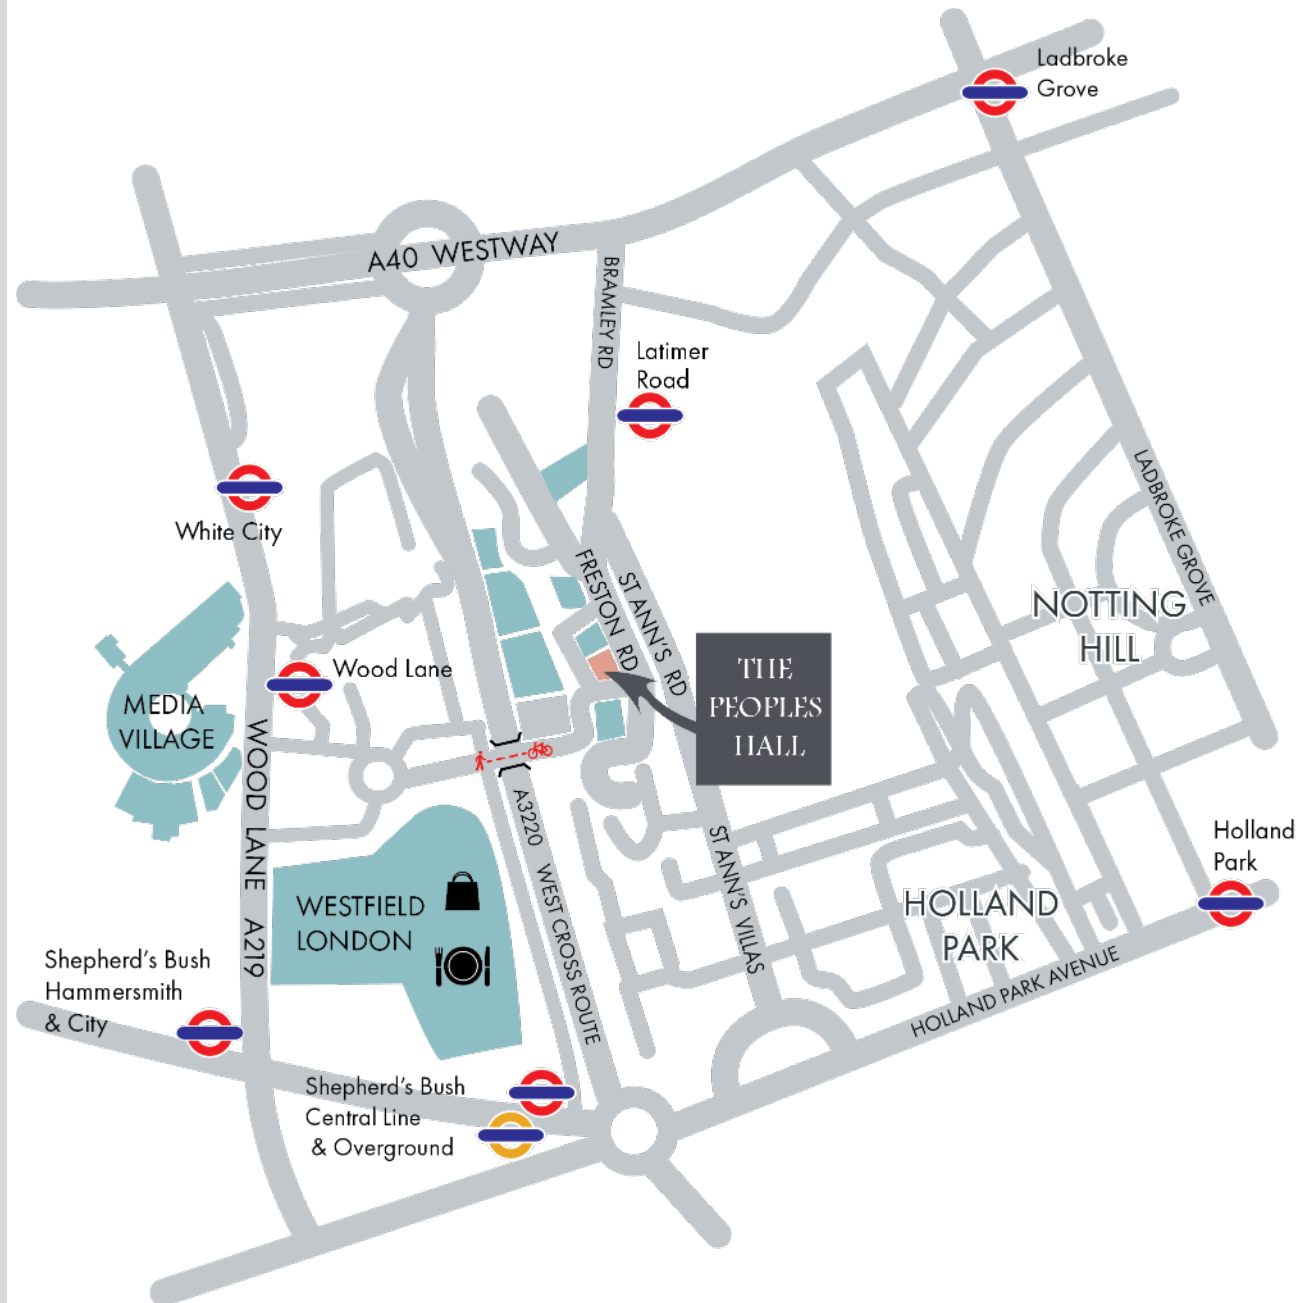 Ladbroke
Grove
A40 WESTWAY
BRAMLEY RD
Latimer
Road
LADBROKE GROVE
White City
FRESTON RD
ST ANN'S RD
NOTTING
HILL
THE
PEOPLES
HALL
Wood Lane
MEDIA
VILLAGE
WOOD LANE A219
A3220 WEST CROSS ROUTE
ST ANN'S VILLAS
Holland
Park
WESTFIELD
LONDON
HOLLAND
PARK
HOLLAND PARK AVENUE
Shepherd's Bush
Hammersmith
& City
Shepherd's Bush
Central Line
& Overground